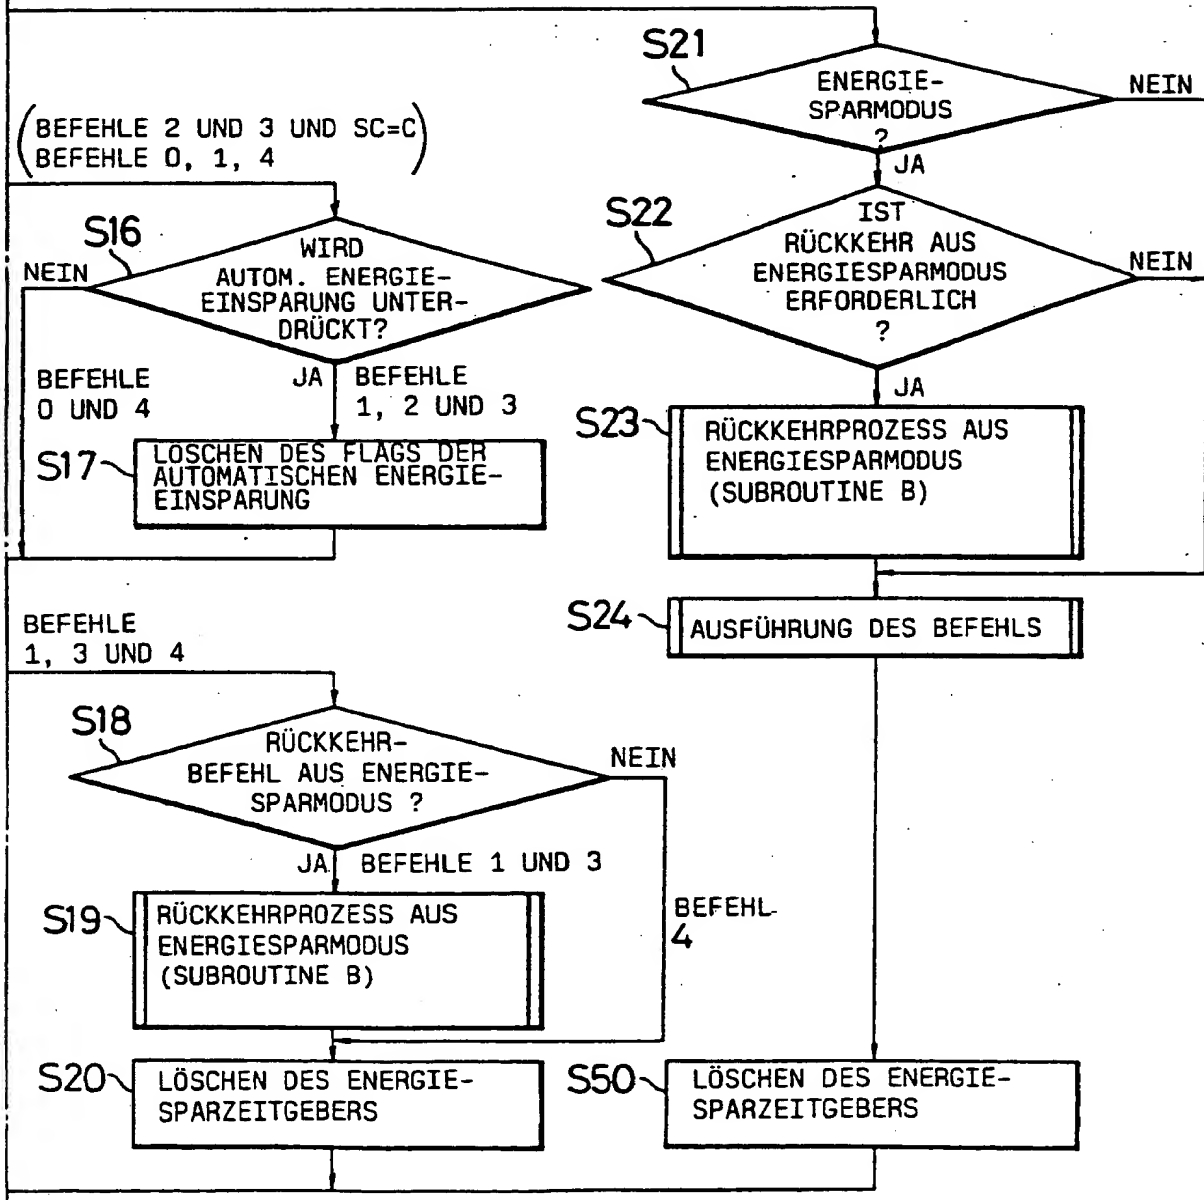 (BEFEHLE 2 UND 3 UND SC=C)
BEFEHLE 0, 1, 4
S16
WIRD
AUTOM. ENERGIE-
EINSPARUNG UNTER-
DRÜCKT?
NEIN
BEFEHLE
0 UND 4
JA
BEFEHLE
1, 2 UND 3
S17
LÖSCHEN DES FLAGS DER
AUTOMATISCHEN ENERGIE-
EINSPARUNG
BEFEHLE
1, 3 UND 4
S18
RÜCKKEHR-
BEFEHL AUS ENERGIE-
SPARMODUS ?
NEIN
JA
BEFEHLE 1 UND 3
BEFEHL
4
S19
RÜCKKEHRPROZESS AUS
ENERGIESPARMODUS
(SUBROUTINE B)
S20
LÖSCHEN DES ENERGIE-
SPARZEITGEBERS
S21
ENERGIE-
SPARMODUS
?
NEIN
JA
S22
IST
RÜCKKEHR AUS
ENERGIESPARMODUS
ERFORDERLICH
?
NEIN
JA
S23
RÜCKKEHRPROZESS AUS
ENERGIESPARMODUS
(SUBROUTINE B)
S24
AUSFÜHRUNG DES BEFEHLS
S50
LÖSCHEN DES ENERGIE-
SPARZEITGEBERS